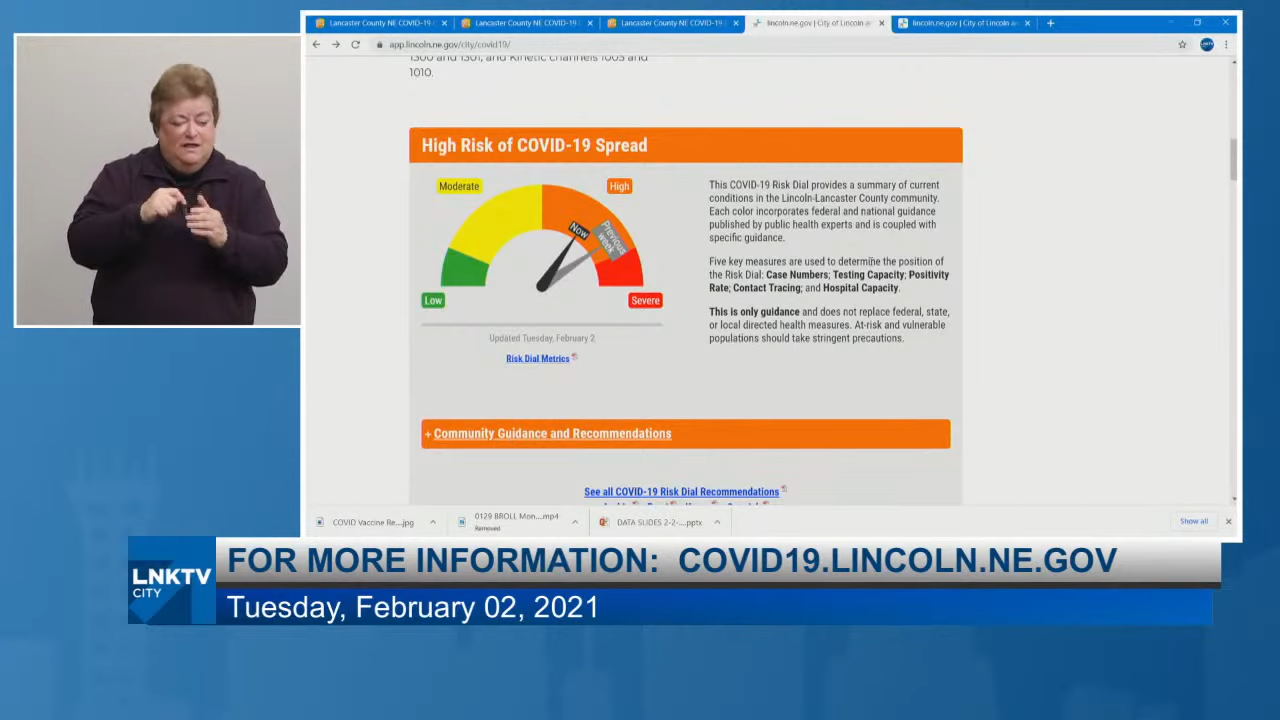 Lancaster County NE COVID-19
Lancaster County NE COVID-19
Lancaster County NE COVID-19
lincoln.ne.gov | City of Lincoln a
lincoln.ne.gov | City of Lincoln a
app.lincoln.ne.gov/city/covid19/
1300 and 1301, and Kinetic channels 1005 and
1010.
High Risk of COVID-19 Spread
Moderate
High
Now
Previous
week
Low
Severe
Updated Tuesday, February 2
Risk Dial Metrics
This COVID-19 Risk Dial provides a summary of current
conditions in the Lincoln-Lancaster County community.
Each color incorporates federal and national guidance
published by public health experts and is coupled with
specific guidance.
Five key measures are used to determine the position of
the Risk Dial: Case Numbers; Testing Capacity; Positivity
Rate; Contact Tracing; and Hospital Capacity.
This is only guidance and does not replace federal, state,
or local directed health measures. At-risk and vulnerable
populations should take stringent precautions.
+ Community Guidance and Recommendations
See all COVID-19 Risk Dial Recommendations
COVID Vaccine Re....jpg
0129 BROLL Mon....mp4
Removed
DATA SLIDES 2-2-....pptx
Show all
LNKTV
CITY
FOR MORE INFORMATION: COVID19.LINCOLN.NE.GOV
Tuesday, February 02, 2021